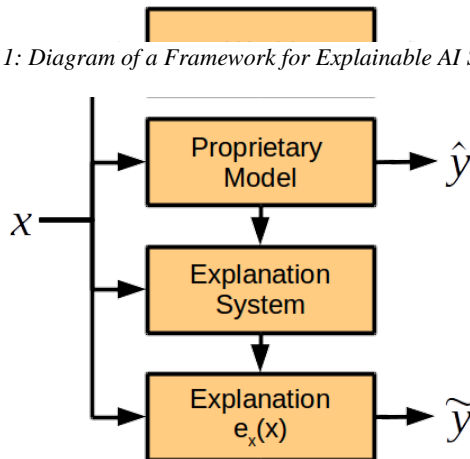 1: Diagram of a Framework for Explainable AI
Proprietary
Model
ŷ
x
Explanation
System
Explanation
eₓ(x)
ỹ